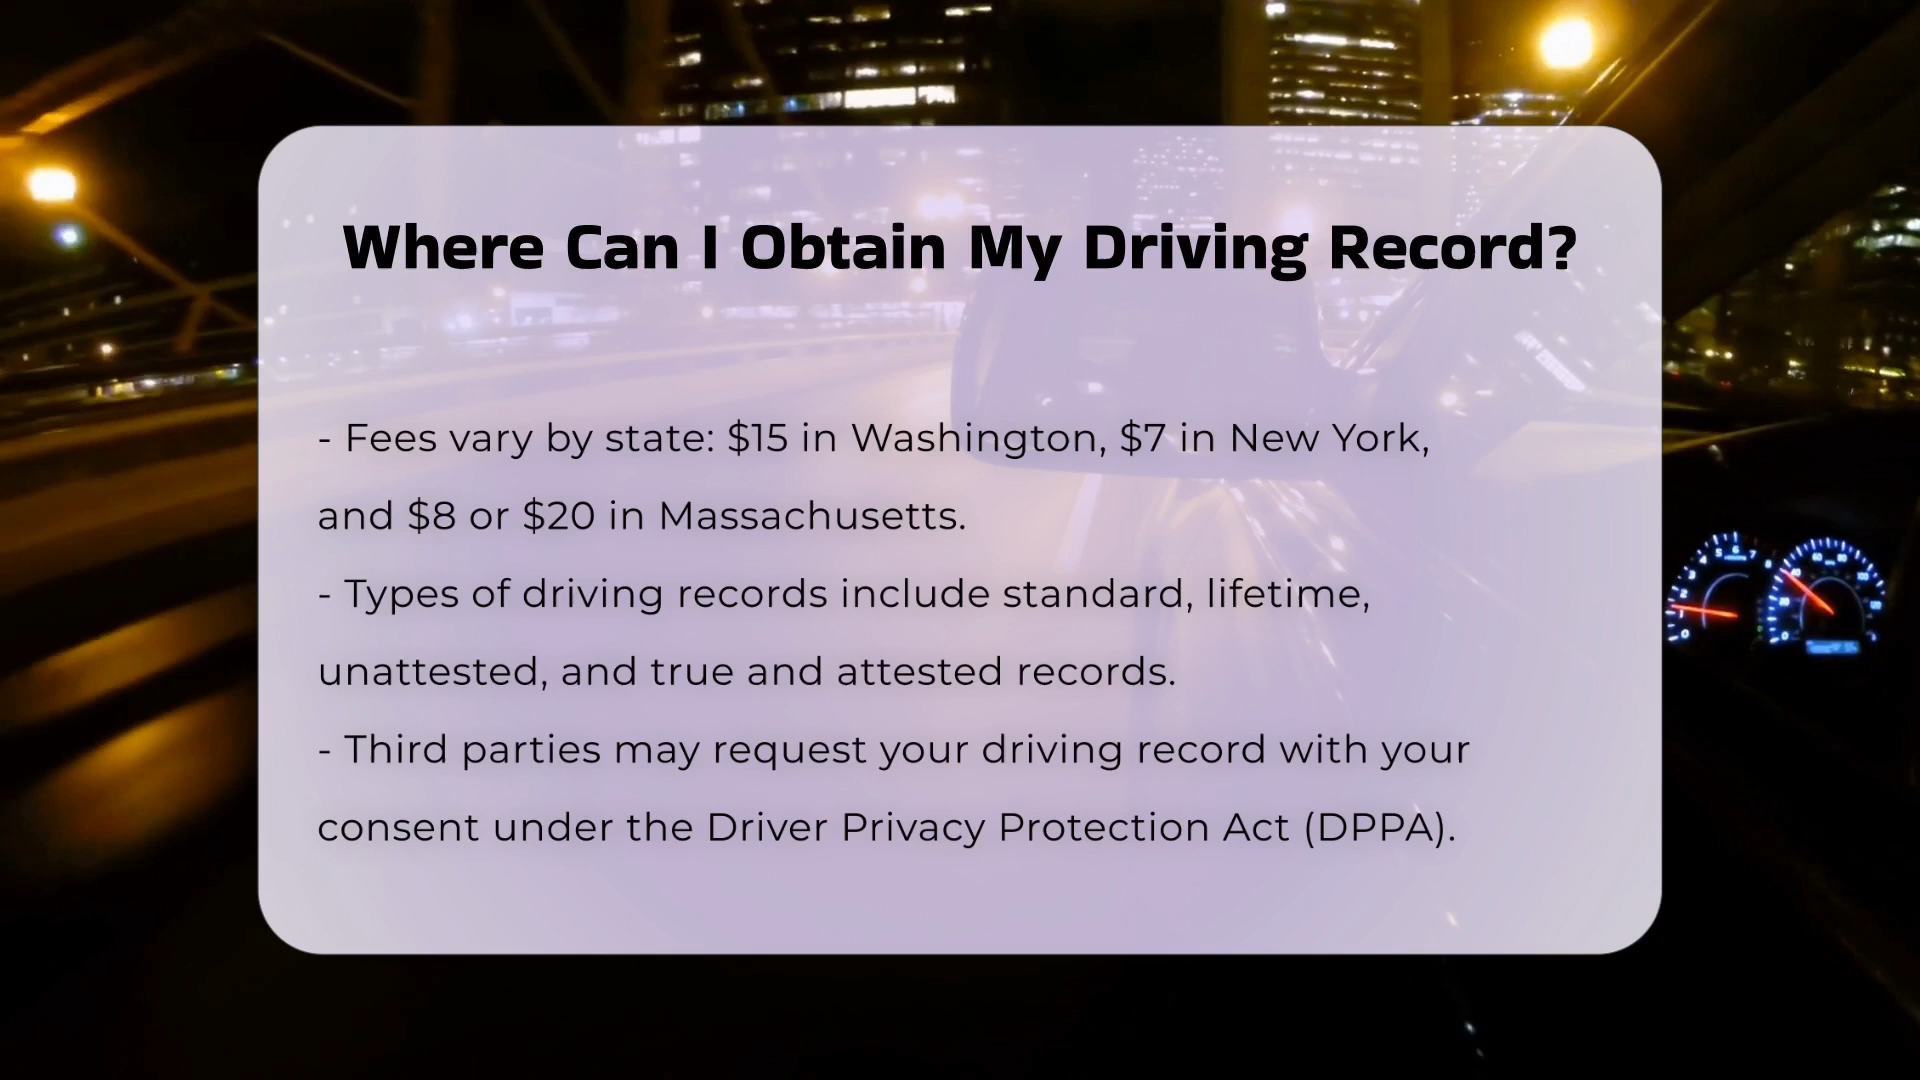 Where Can I Obtain My Driving Record?
- Fees vary by state: $15 in Washington, $7 in New York,
and $8 or $20 in Massachusetts.
- Types of driving records include standard, lifetime,
unattested, and true and attested records.
- Third parties may request your driving record with your
consent under the Driver Privacy Protection Act (DPPA).